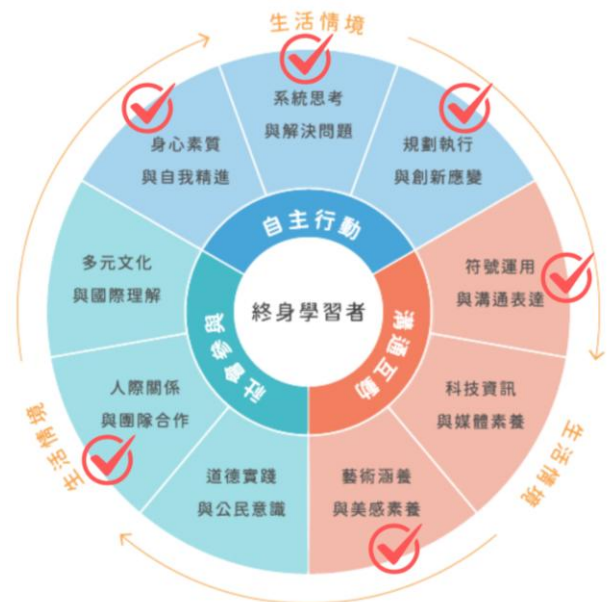 生活情境
系統思考
與解決問題
規劃執行
與創新應變
符號運用
與溝通表達
科技資訊
與媒體素養
生活情境
藝術涵養
與美感素養
道德實踐
與公民意識
人際關係
與團隊合作
生活情境
多元文化
與國際理解
身心素質
與自我精進
自主行動
溝通互動
社會參與
終身學習者